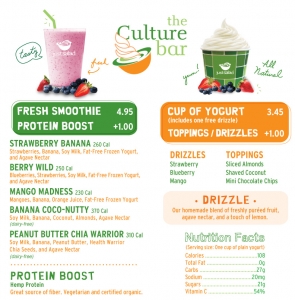 the
Culture
bar
tasty!
fresh
yum!
All
Natural
just salad
just salad
FRESH SMOOTHIE 4.95
PROTEIN BOOST +1.00
STRAWBERRY BANANA 260 Cal
Strawberries, Banana, Soy Milk, Fat-Free Frozen Yogurt,
and Agave Nectar
BERRY WILD 250 Cal
Blueberries, Strawberries, Soy Milk, Fat-Free Frozen Yogurt,
and Agave Nectar
MANGO MADNESS 230 Cal
Mangoes, Banana, Orange Juice, Fat-Free Frozen Yogurt
BANANA COCO-NUTTY 370 Cal
Soy Milk, Banana, Coconut, Almonds, Agave Nectar
(dairy-free)
PEANUT BUTTER CHIA WARRIOR 310 Cal
Soy Milk, Banana, Peanut Butter, Health Warrior
Chia Seeds, and Agave Nectar
(dairy-free)
PROTEIN BOOST
Hemp Protein
Great source of fiber. Vegetarian and certified organic.
CUP OF YOGURT 3.45
(includes one free drizzle)
TOPPINGS / DRIZZLES +1.00
DRIZZLES TOPPINGS
Strawberry Sliced Almonds
Blueberry Shaved Coconut
Mango Mini Chocolate Chips
• DRIZZLE •
Our homemade blend of freshly puréed fruit,
agave nectar, and a touch of lemon.
Nutrition Facts
(Serving size: One cup of plain yogurt)
Calories 108
Total Fat 0g
Carbs 27g
Sodium 20mg
Sugars 21g
Vitamin C 54%